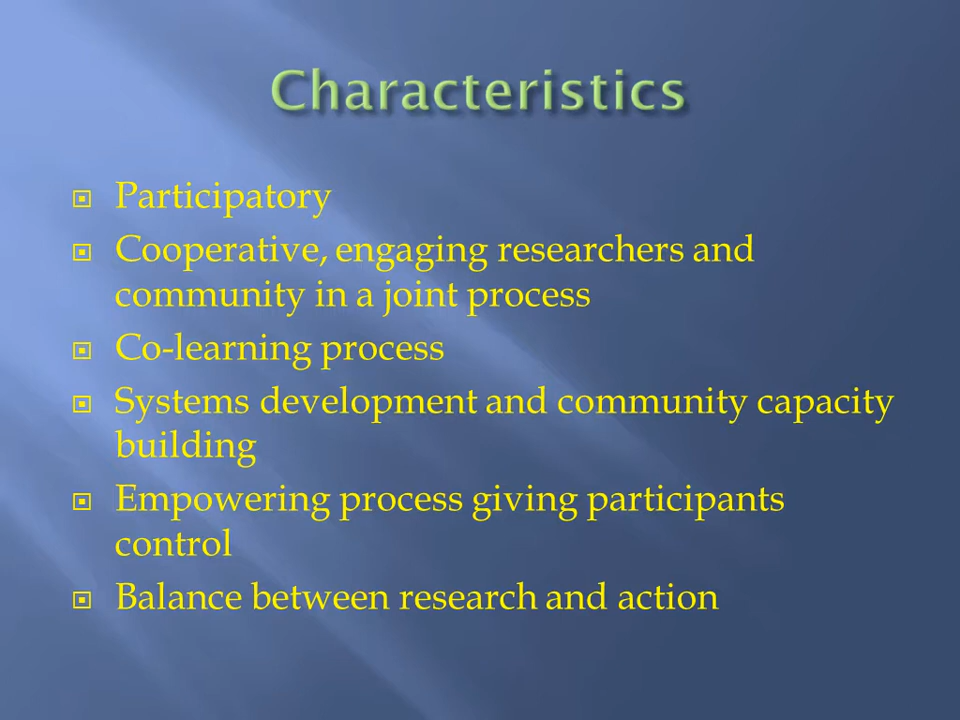 Characteristics
Participatory
Cooperative, engaging researchers and
community in a joint process
Co-learning process
Systems development and community capacity
building
Empowering process giving participants
control
Balance between research and action